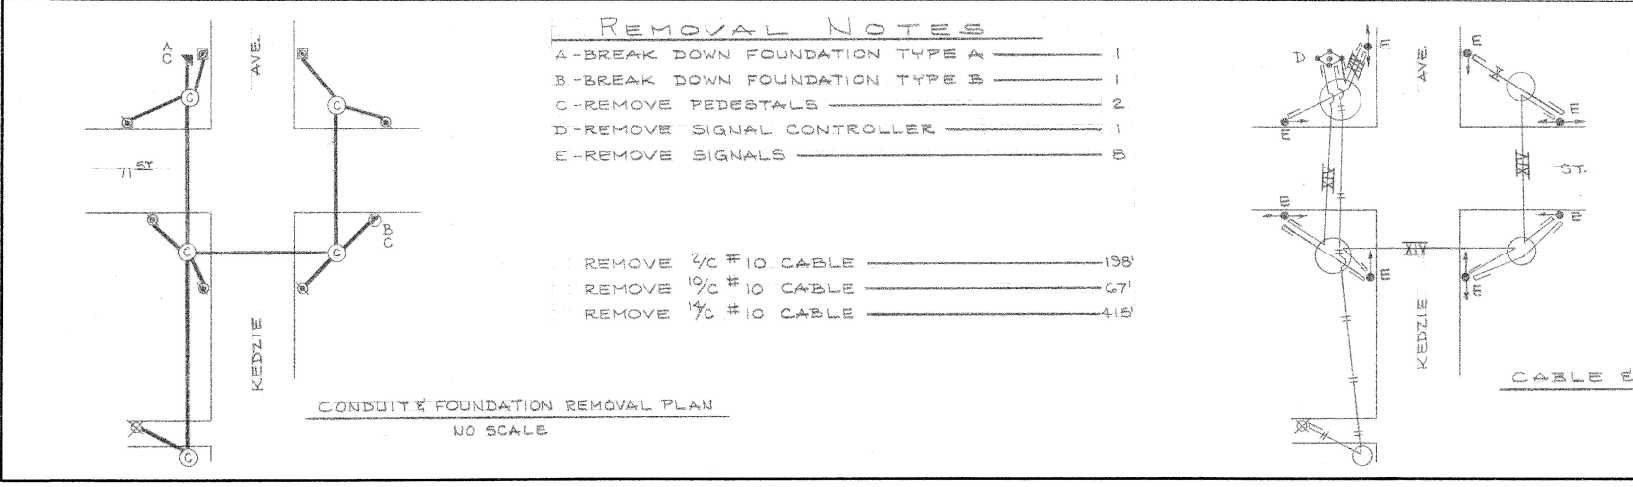 REMOVAL NOTES
A-BREAK DOWN FOUNDATION TYPE A 1
B-BREAK DOWN FOUNDATION TYPE B 1
C-REMOVE PEDESTALS 2
D-REMOVE SIGNAL CONTROLLER 1
E-REMOVE SIGNALS 8
REMOVE 2/C #10 CABLE 198'
REMOVE 10/C #10 CABLE 67'
REMOVE 14/C #10 CABLE 415'
A
C
AVE.
C
C
71 ST
C
C
B
C
KEDZIE
C
CONDUIT & FOUNDATION REMOVAL PLAN
NO SCALE
D
E
AVE.
E
X
E
E
XIV
XIV
ST.
E
E
XIV
E
E
KEDZIE
CABLE &